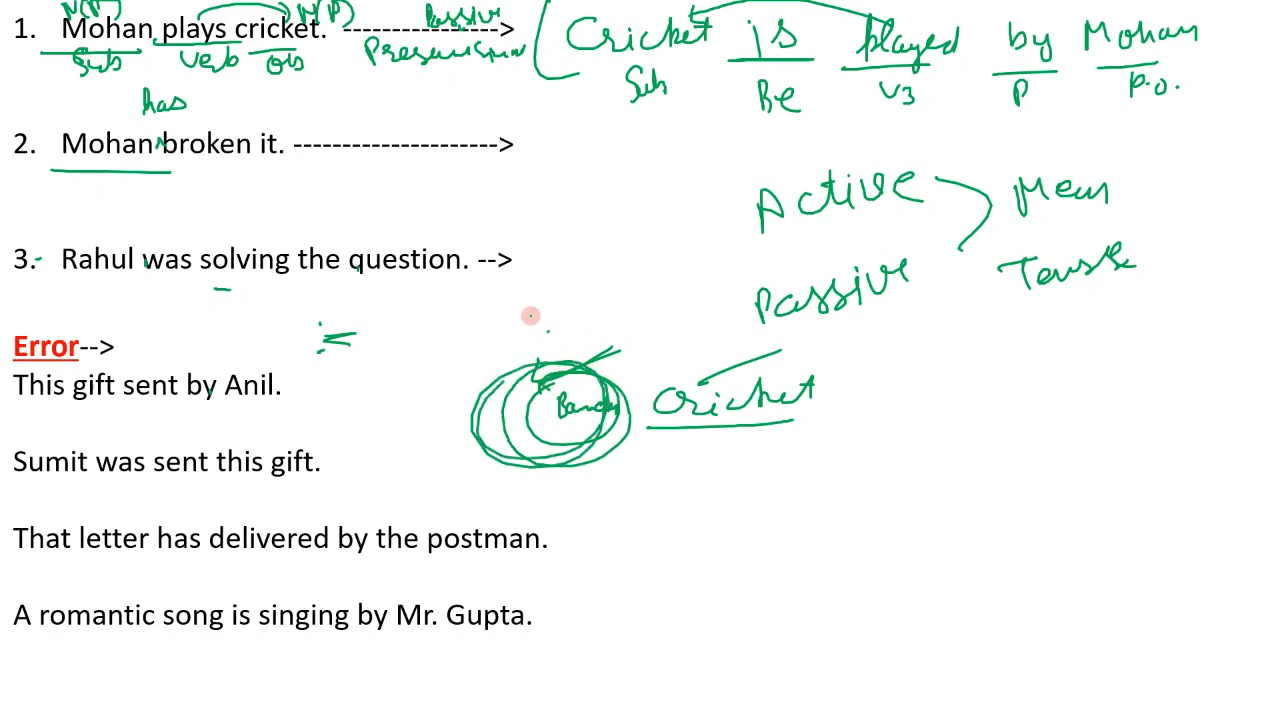 N(P) N(P) Passive
1. Mohan plays cricket. ----------------> Cricket is played by Mohan
Sub verb ob Present Sub Be V3 P P.O.
has
2. Mohan broken it. --------------------->
Active Mean
3. Rahul was solving the question. -->
Passive Tense
Error-->
This gift sent by Anil.
Cricket
Sumit was sent this gift.
That letter has delivered by the postman.
A romantic song is singing by Mr. Gupta.